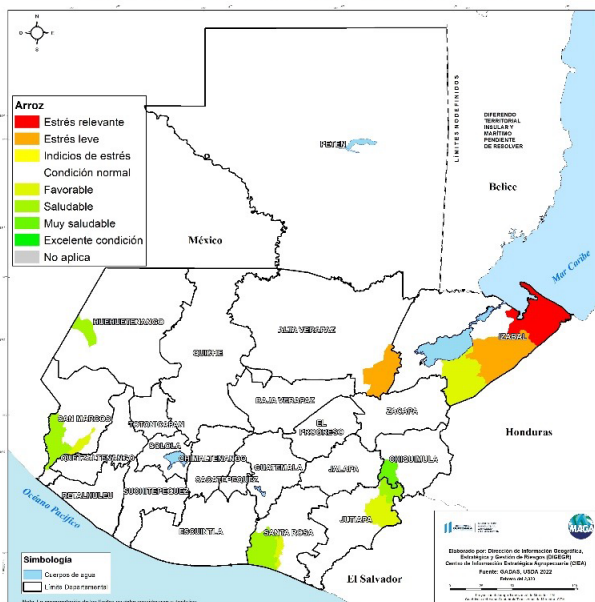 N
O
E
S
Arroz
Estrés relevante
Estrés leve
Indicios de estrés
Condición normal
Favorable
Saludable
Muy saludable
Excelente condición
No aplica
LÍMITES NO DEFINIDOS
DIFERENDO
TERRITORIAL
INSULAR Y
MARÍTIMO
PENDIENTE
DE RESOLVER
PETÉN
Belice
México
Mar Caribe
HUEHUETENANGO
ALTA VERAPAZ
IZABAL
QUICHE
BAJA VERAPAZ
ZACAPA
SAN MARCOS
TOTONICAPAN
EL
PROGRESO
Honduras
SOLOLA
QUETZALTENANGO
CHIMALTENANGO
GUATEMALA
JALAPA
CHIQUIMULA
SACATEPEQUEZ
RETALHULEU
SUCHITEPEQUEZ
Océano Pacífico
JUTIAPA
ESCUINTLA
SANTA ROSA
MAGA
Elaborado por: Dirección de Información Geográfica,
Estratégica y Gestión de Riesgos (DIGEGR)
Centro de Información Estratégica Agropecuaria (CIEA)
Fuente: GADAS, USDA 2022
El Salvador
Simbología
Cuerpos de agua
Límite Departamental